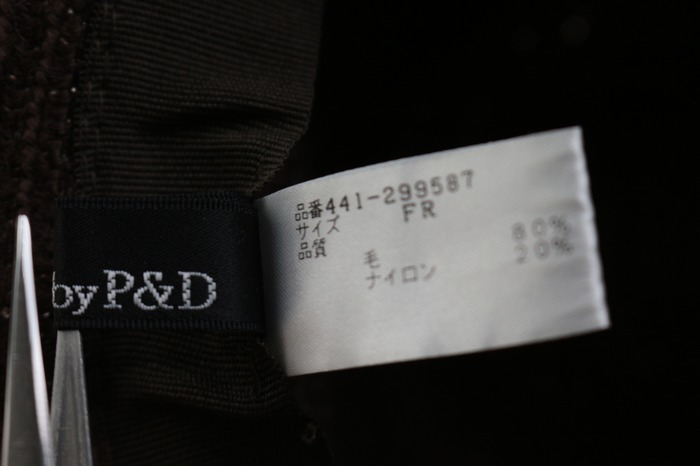 by P&D
品番441-299587
サイズ FR
品質
毛 80%
ナイロン 20%